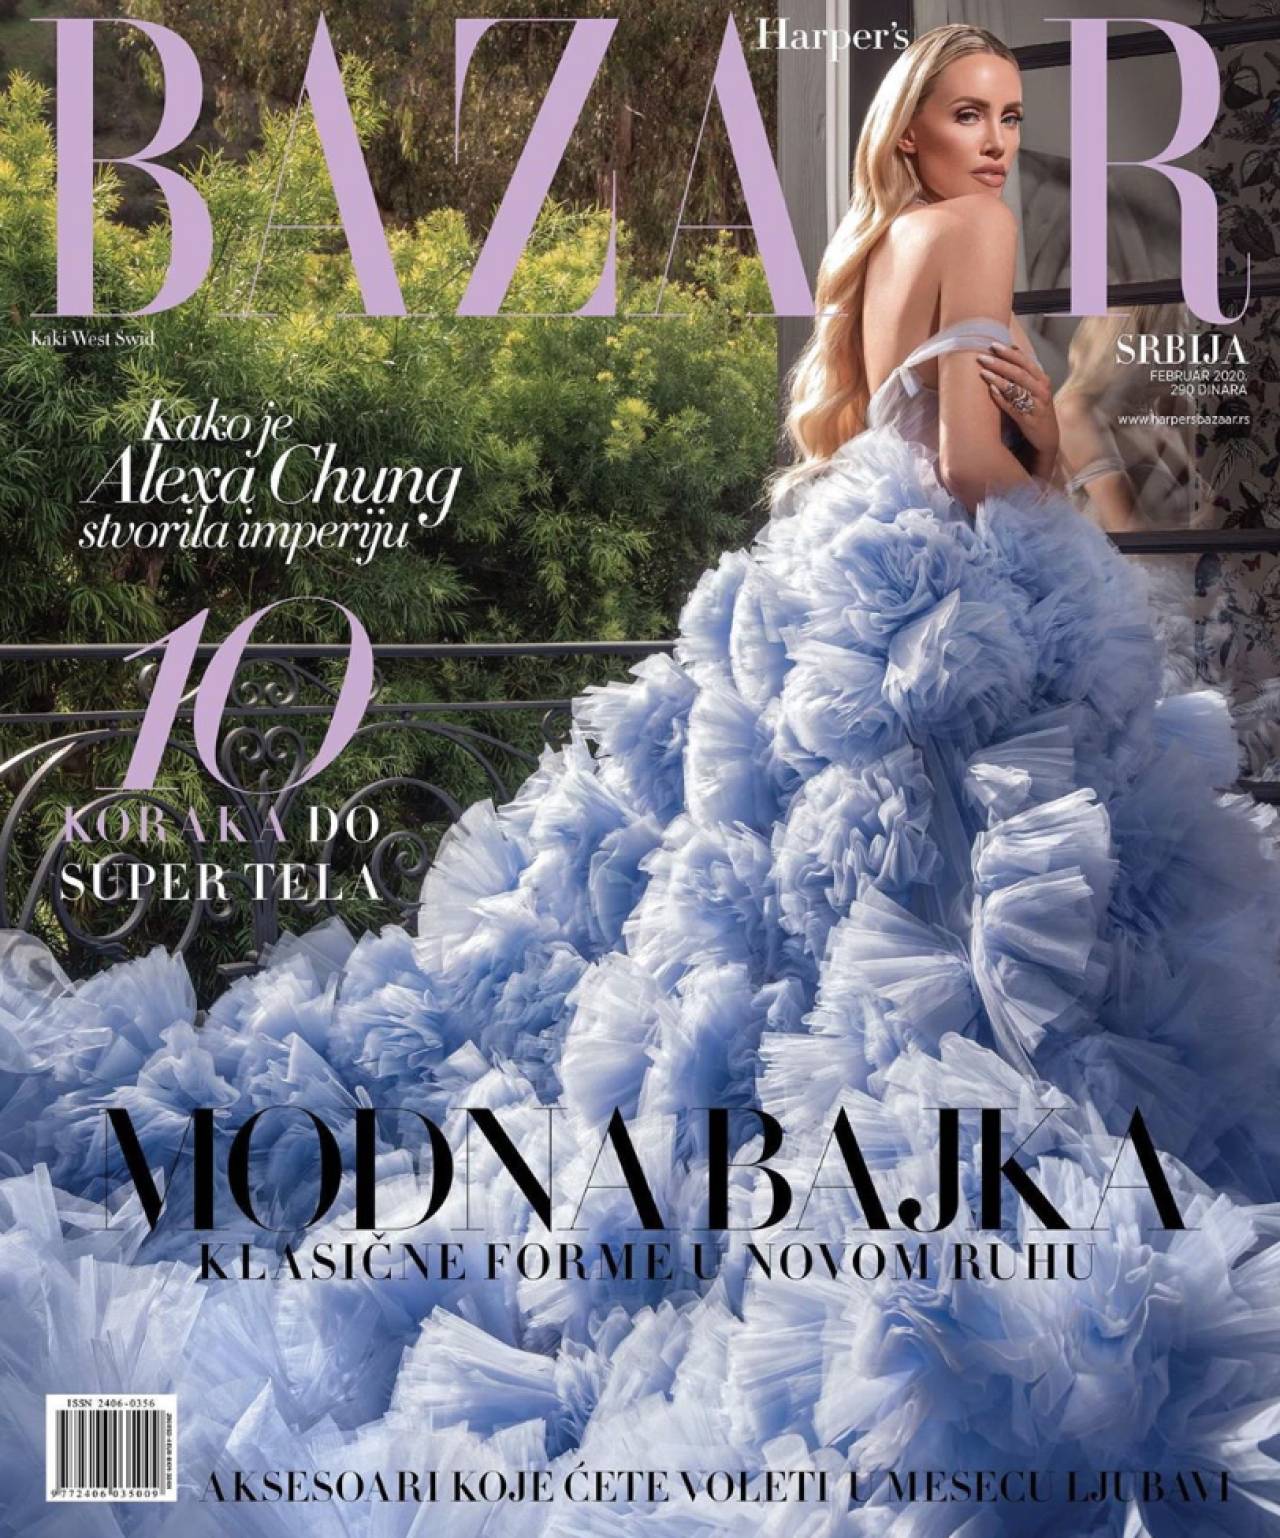 Harper's
BAZAAR
Kaki West Swid
SRBIJA
FEBRUAR 2020.
290 DINARA
www.harpersbazaar.rs
Kako je
Alexa Chung
stvorila imperiju
10
KORAKA DO
SUPER TELA
MODNA BAJKA
KLASIČNE FORME U NOVOM RUHU
ISSN 2406-0356
9772406035009
AKSESOARI KOJE ĆETE VOLETI U MESECU LJUBAVI